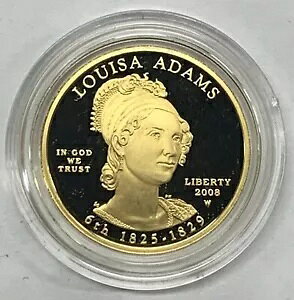 LOUISA ADAMS
IN GOD
WE
TRUST
LIBERTY
2008
W
6th 1825-1829